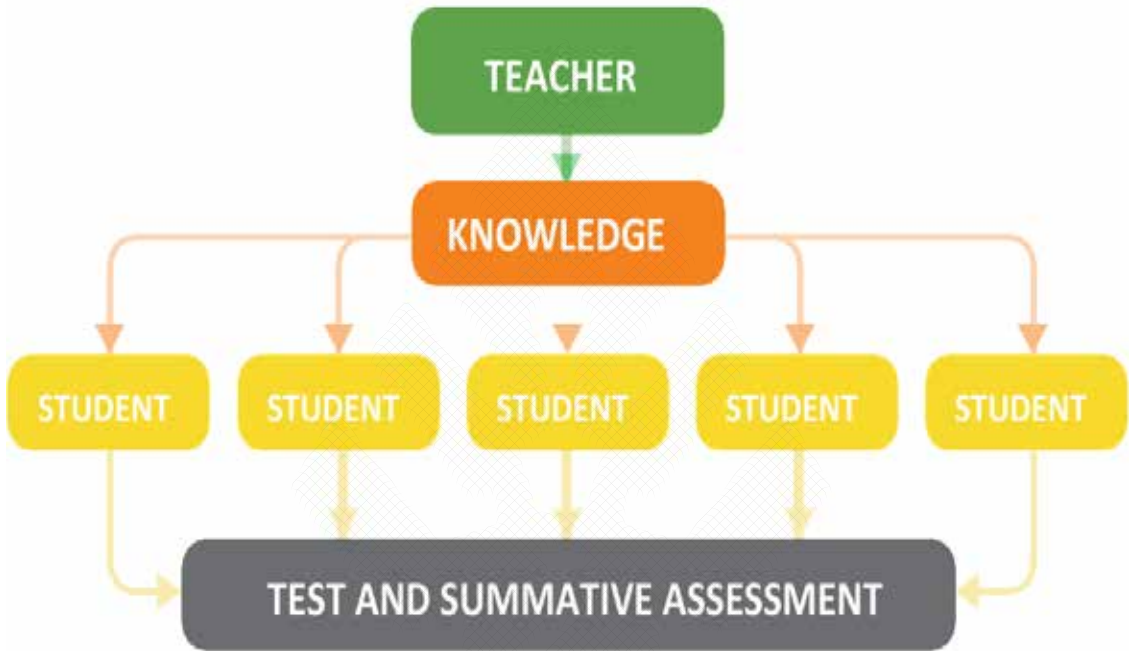 TEACHER
KNOWLEDGE
STUDENT
STUDENT
STUDENT
STUDENT
STUDENT
TEST AND SUMMATIVE ASSESSMENT